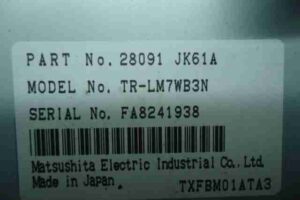 PART No. 28091 JK61A
MODEL No. TR-LM7WB3N
SERIAL No. FA8241938
Matsushita Electric Industrial Co., Ltd.
Made in Japan. TXFBM01ATA3